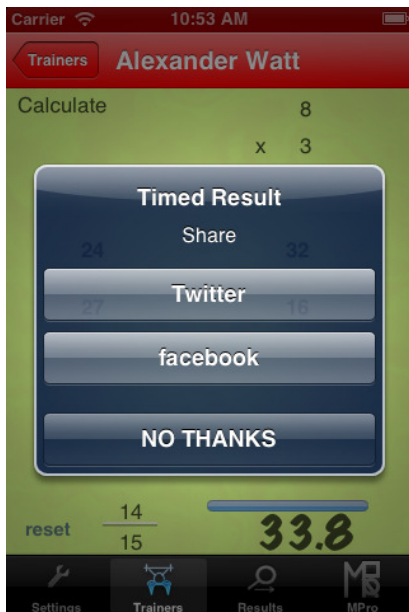 Carrier 10:53 AM
Trainers Alexander Watt
Calculate 8
x 3
Timed Result
Share
24 32
Twitter
27 16
facebook
NO THANKS
14
reset 33.8
15
Settings Trainers Results MPro